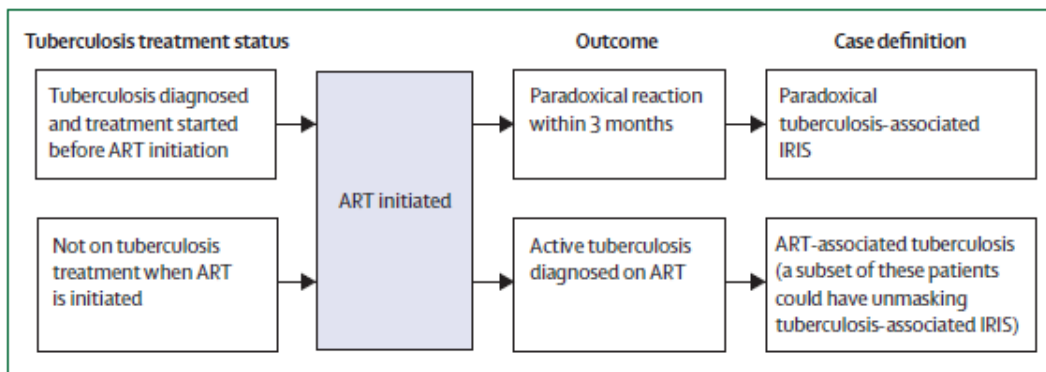 Tuberculosis treatment status
Outcome
Case definition
Tuberculosis diagnosed
and treatment started
before ART initiation
ART initiated
Paradoxical reaction
within 3 months
Paradoxical
tuberculosis-associated
IRIS
Not on tuberculosis
treatment when ART
is initiated
Active tuberculosis
diagnosed on ART
ART-associated tuberculosis
(a subset of these patients
could have unmasking
tuberculosis-associated IRIS)